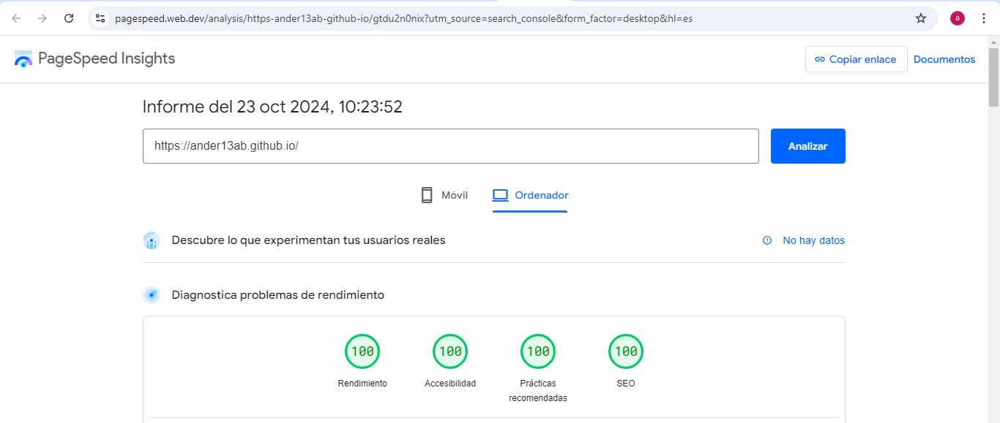 pagespeed.web.dev/analysis/https-ander13ab-github-io/gtdu2n0nix?utm_source=search_console&form_factor=desktop&hl=es
a
PageSpeed Insights
Copiar enlace
Documentos
Informe del 23 oct 2024, 10:23:52
https://ander13ab.github.io/
Analizar
Móvil
Ordenador
Descubre lo que experimentan tus usuarios reales
No hay datos
Diagnostica problemas de rendimiento
100
100
100
100
Rendimiento
Accesibilidad
Prácticas
recomendadas
SEO